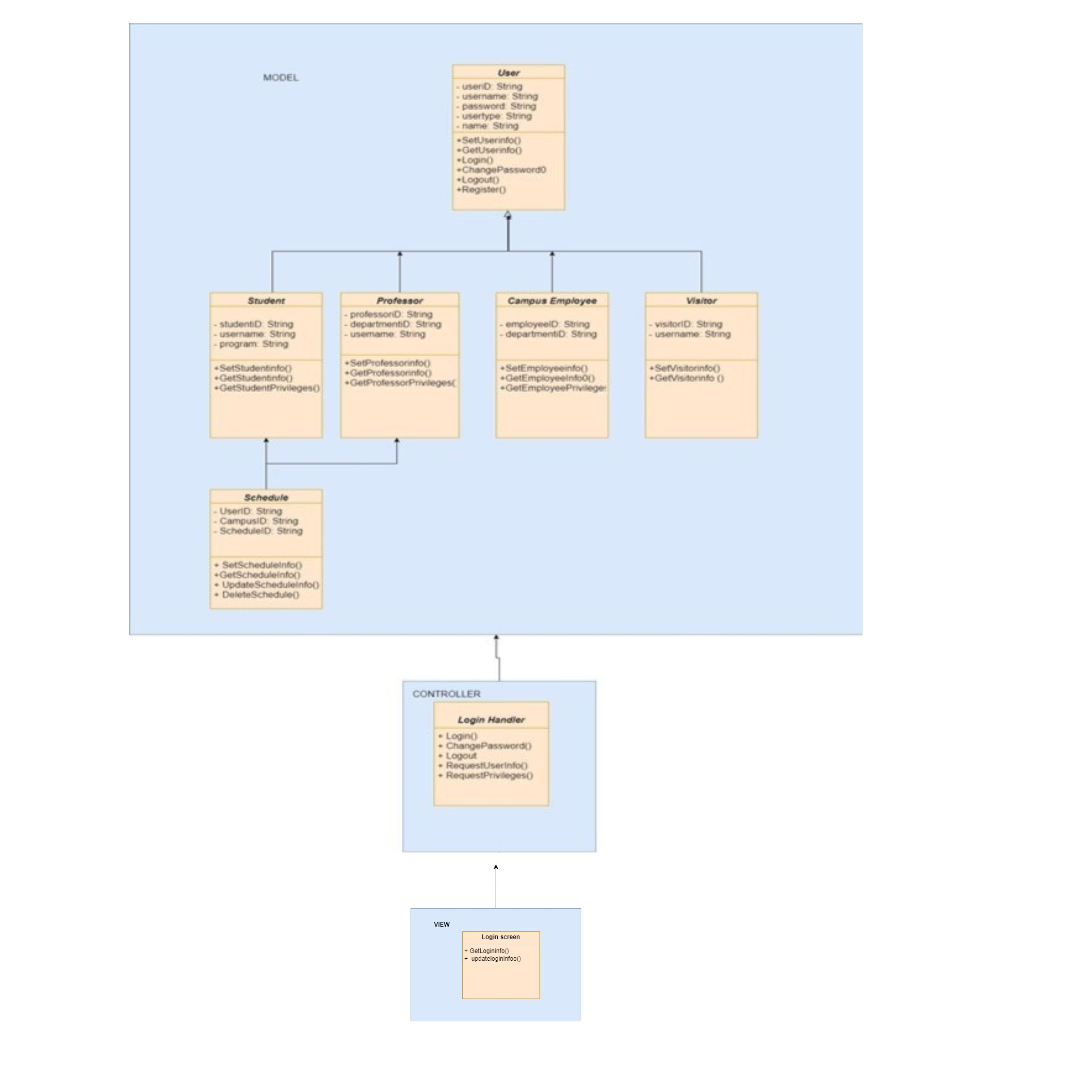 MODEL
User
- userID: String
- username: String
- password: String
- usertype: String
- name: String
+SetUserinfo()
+GetUserinfo()
+Login()
+ChangePassword0
+Logout()
+Register()
Student
- studentiD: String
- username: String
- program: String
+SetStudentinfo()
+GetStudentinfo()
+GetStudentPrivileges()
Professor
- professoriD: String
- departmentiD: String
- username: String
+SetProfessorinfo()
+GetProfessorinfo()
+GetProfessorPrivileges(
Campus Employee
- employeeID: String
- departmentiD: String
+SetEmployeeinfo()
+GetEmployeeInfo0()
+GetEmployeePrivileges
Visitor
- visitorID: String
- username: String
+SetVisitorinfo()
+GetVisitorinfo ()
Schedule
- UserID: String
- CampusID: String
- ScheduleID: String
+ SetScheduleInfo()
+GetScheduleInfo()
+ UpdateScheduleInfo()
+ DeleteSchedule()
CONTROLLER
Login Handler
+ Login()
+ ChangePassword()
+ Logout
+ RequestUserInfo()
+ RequestPrivileges()
VIEW
Login screen
+ GetLogininfo()
+ updatelogininfoo()